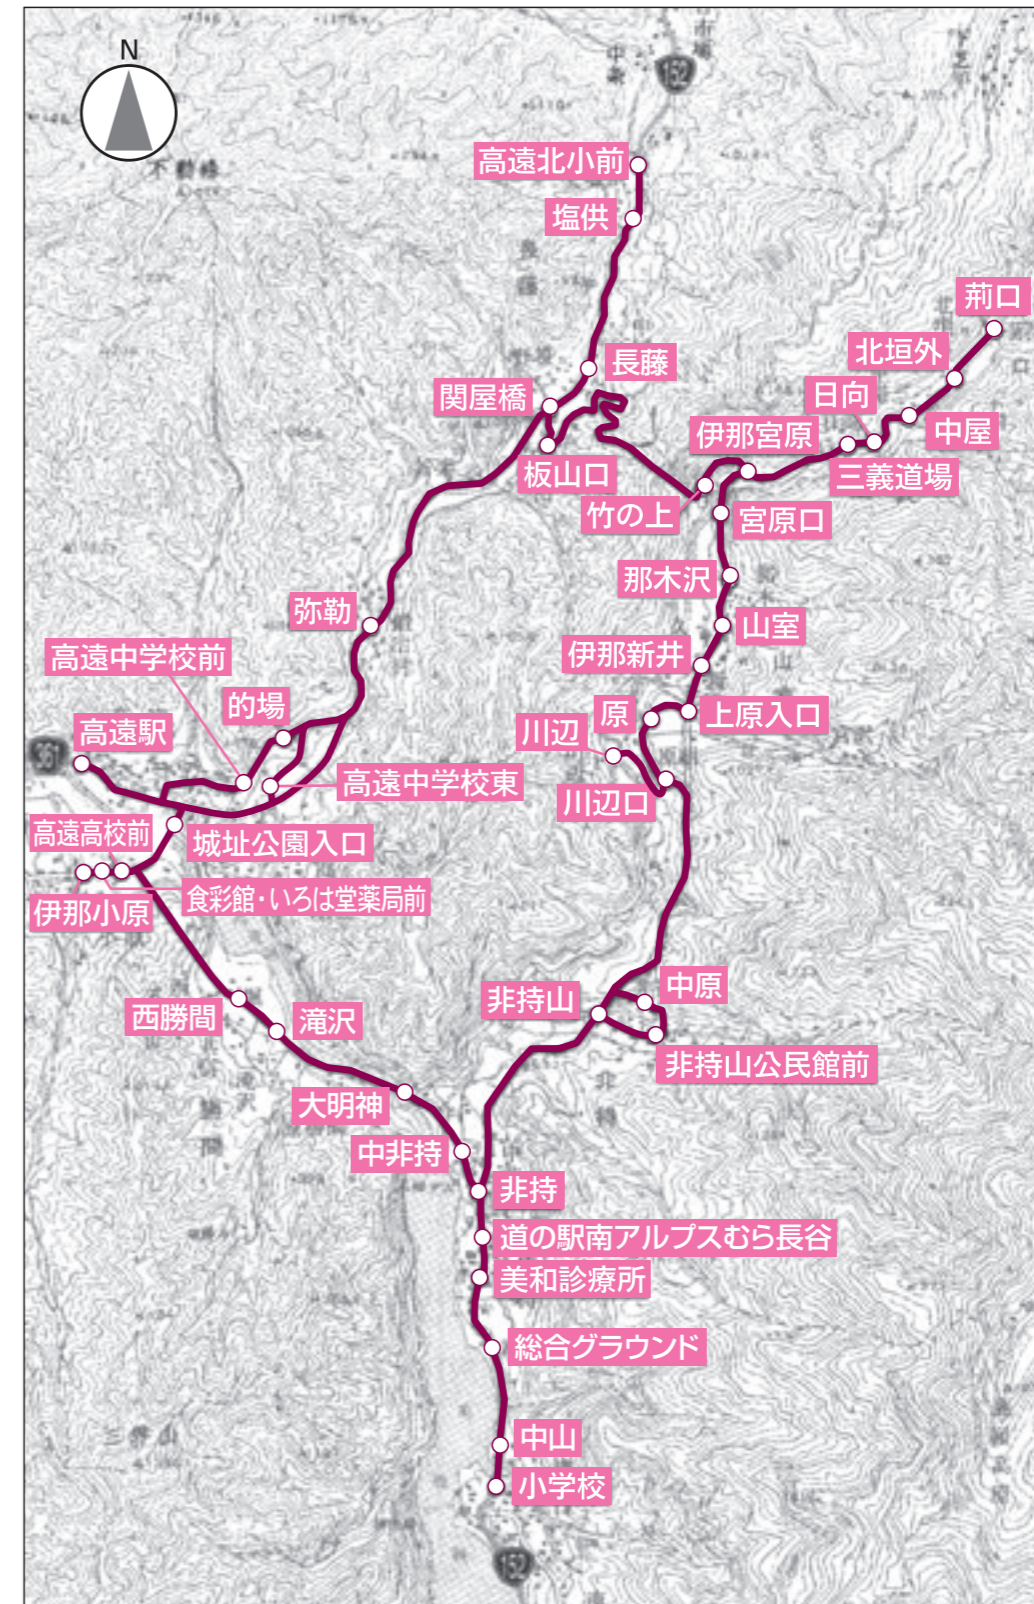 N
152
高遠北小前
塩供
荊口
長藤
北垣外
関屋橋
日向
中屋
伊那宮原
板山口
三義道場
竹の上
宮原口
那木沢
弥勒
山室
高遠中学校前
伊那新井
的場
原
上原入口
高遠駅
川辺
361
高遠中学校東
川辺口
高遠高校前
城址公園入口
食彩館・いろは堂薬局前
伊那小原
中原
非持山
西勝間
滝沢
非持山公民館前
大明神
中非持
非持
道の駅南アルプスむら長谷
美和診療所
総合グラウンド
中山
小学校
152